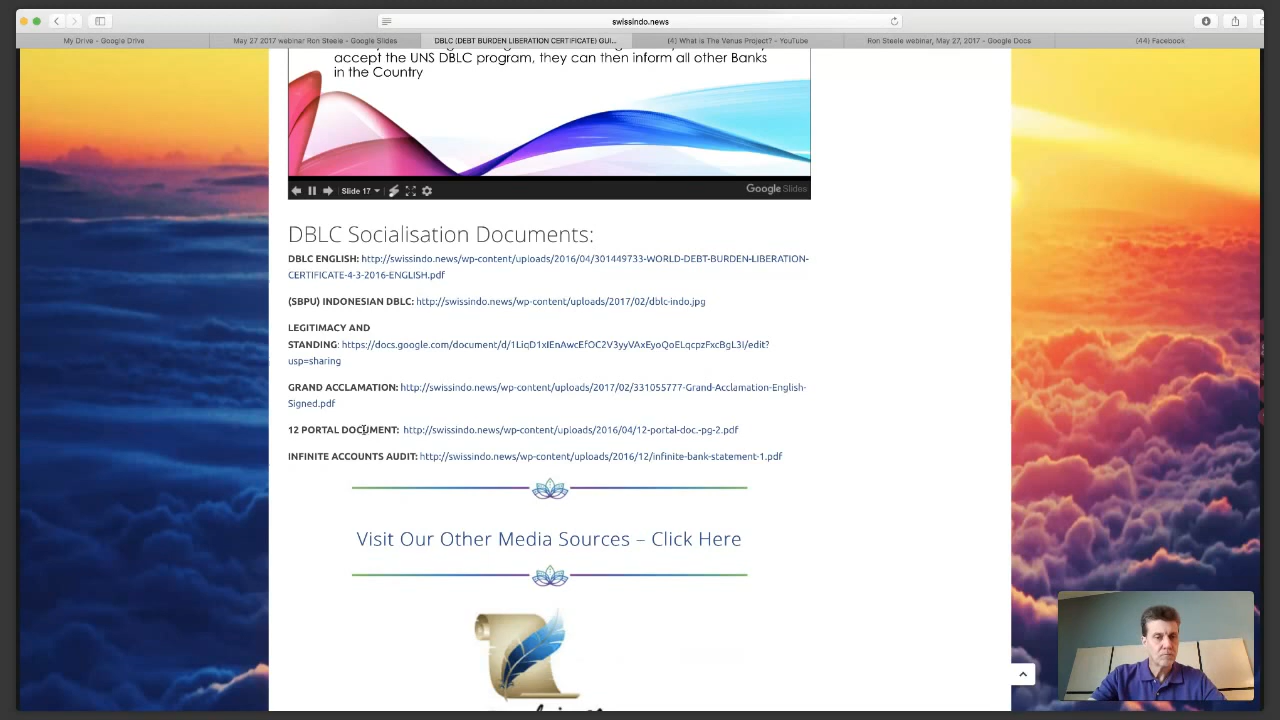 swissindo.news
My Drive - Google Drive
May 27 2017 webinar Ron Steele - Google Slides
DBLC (DEBT BURDEN LIBERATION CERTIFICATE) GUI...
(4) What is The Venus Project? - YouTube
Ron Steele webinar, May 27, 2017 - Google Docs
(44) Facebook
accept the UNS DBLC program, they can then inform all other Banks
in the Country
Slide 17
Google Slides
DBLC Socialisation Documents:
DBLC ENGLISH: http://swissindo.news/wp-content/uploads/2016/04/301449733-WORLD-DEBT-BURDEN-LIBERATION-
CERTIFICATE-4-3-2016-ENGLISH.pdf
(SBPU) INDONESIAN DBLC: http://swissindo.news/wp-content/uploads/2017/02/dblc-indo.jpg
LEGITIMACY AND
STANDING: https://docs.google.com/document/d/1LiqD1xIEnAwcEfOC2V3yyVAxEyoQoELqcpzFxcBgL3I/edit?
usp=sharing
GRAND ACCLAMATION: http://swissindo.news/wp-content/uploads/2017/02/331055777-Grand-Acclamation-English-
Signed.pdf
12 PORTAL DOCUMENT: http://swissindo.news/wp-content/uploads/2016/04/12-portal-doc.-pg-2.pdf
INFINITE ACCOUNTS AUDIT: http://swissindo.news/wp-content/uploads/2016/12/infinite-bank-statement-1.pdf
Visit Our Other Media Sources – Click Here